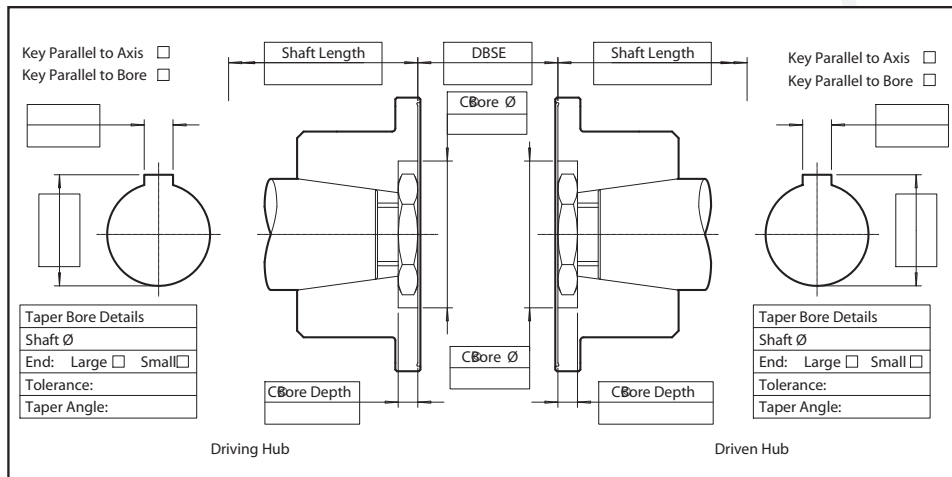 Shaft Length
DBSE
Shaft Length
Key Parallel to Axis
Key Parallel to Bore
Key Parallel to Axis
Key Parallel to Bore
CBore Ø
CBore Ø
Taper Bore Details
Shaft Ø
End: Large Small
Tolerance:
Taper Angle:
CBore Depth
CBore Depth
Taper Bore Details
Shaft Ø
End: Large Small
Tolerance:
Taper Angle:
Driving Hub
Driven Hub